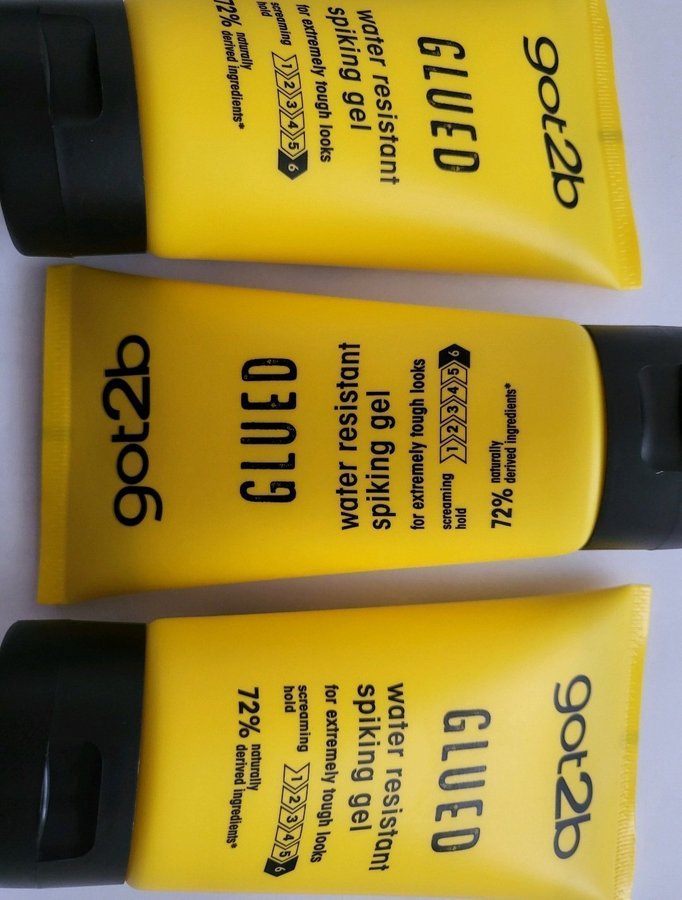 got2b
GLUED
water resistant
spiking gel
for extremely tough looks
screaming
hold
1 2 3 4 5 6
72% naturally
derived ingredients*
got2b
GLUED
water resistant
spiking gel
for extremely tough looks
screaming
hold
1 2 3 4 5 6
72% naturally
derived ingredients*
got2b
GLUED
water resistant
spiking gel
for extremely tough looks
screaming
hold
1 2 3 4 5 6
72% naturally
derived ingredients*